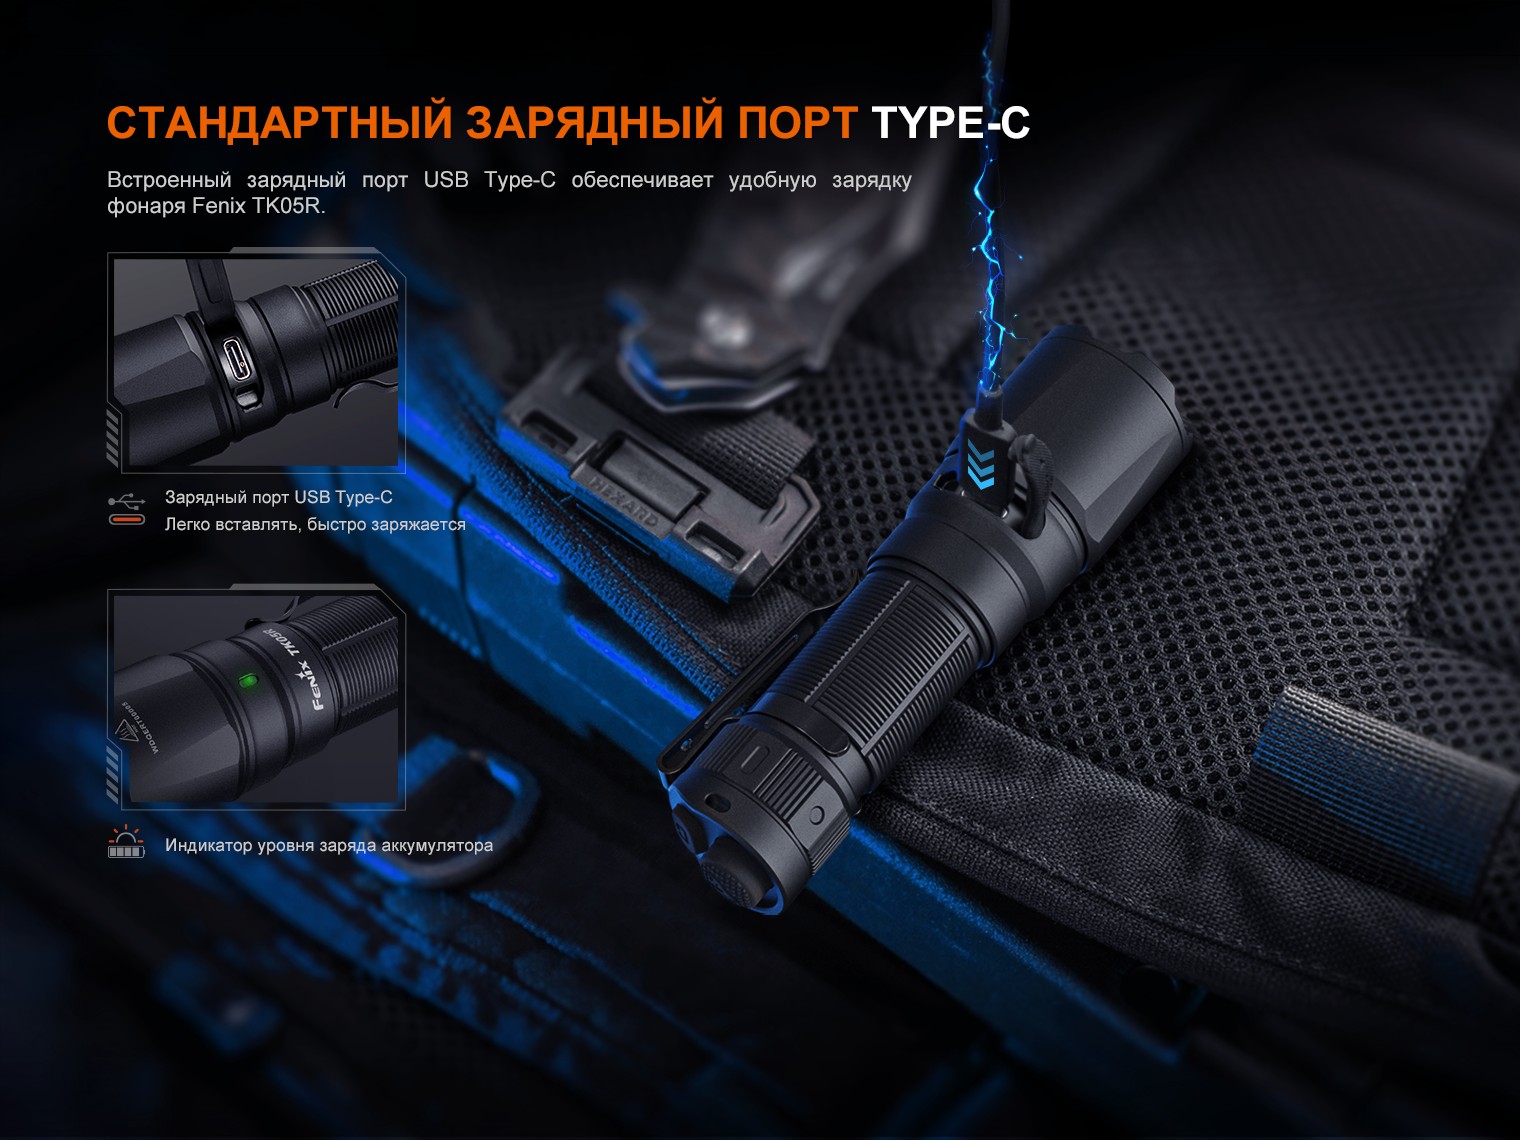 СТАНДАРТНЫЙ ЗАРЯДНЫЙ ПОРТ TYPE-C
Встроенный зарядный порт USB Type-C обеспечивает удобную зарядку
фонаря Fenix TK05R.
Зарядный порт USB Type-C
Легко вставлять, быстро заряжается
HEXARD
Fenix TK05R
Индикатор уровня заряда аккумулятора